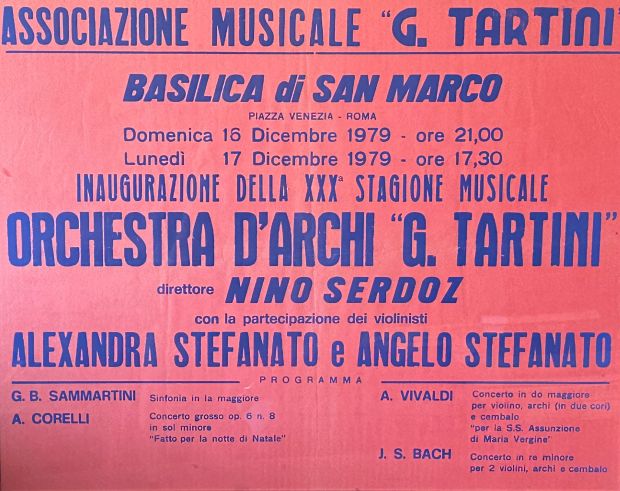 ASSOCIAZIONE MUSICALE "G. TARTINI"
BASILICA di SAN MARCO
PIAZZA VENEZIA - ROMA
Domenica 16 Dicembre 1979 - ore 21,00
Lunedì 17 Dicembre 1979 - ore 17,30
INAUGURAZIONE DELLA XXXª STAGIONE MUSICALE
ORCHESTRA D'ARCHI "G. TARTINI"
direttore NINO SERDOZ
con la partecipazione dei violinisti
ALEXANDRA STEFANATO e ANGELO STEFANATO
PROGRAMMA
G. B. SAMMARTINI Sinfonia in la maggiore
A. CORELLI Concerto grosso op. 6 n. 8
in sol minore
"Fatto per la notte di Natale"
A. VIVALDI Concerto in do maggiore
per violino, archi (in due cori)
e cembalo
"per la S.S. Assunzione
di Maria Vergine"
J. S. BACH Concerto in re minore
per 2 violini, archi e cembalo